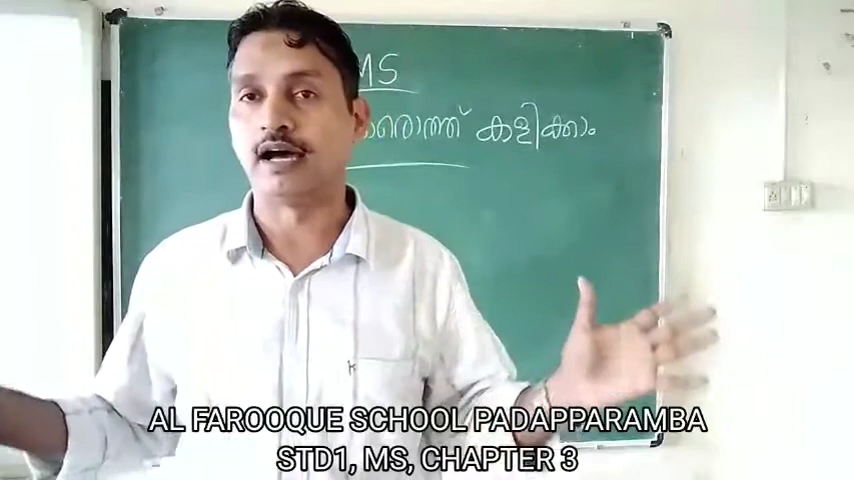 MS
കളിക്കാം
AL FAROOQUE SCHOOL PADAPPARAMBA
STD1, MS, CHAPTER 3